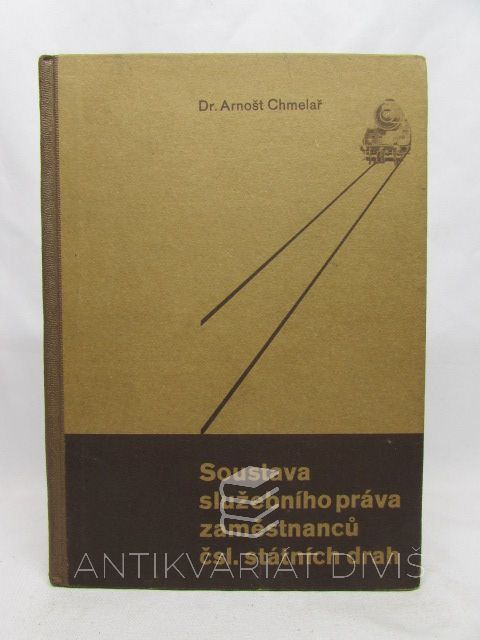 Dr. Arnošt Chmelař
Soustava
služebního práva
zaměstnanců
čsl. státních drah
ANTIKVARIÁT DIVIŠ